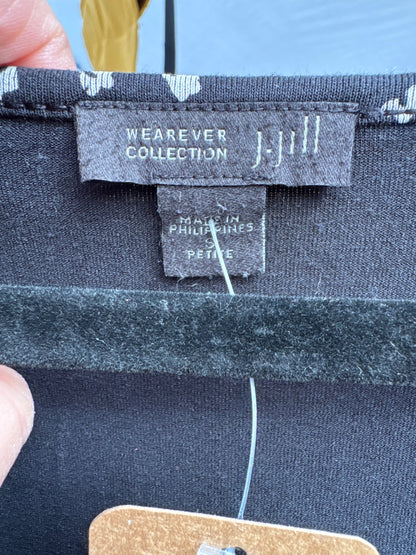 WEAREVER
COLLECTION
J.Jill
MADE IN
PHILIPPINES
S
PETITE